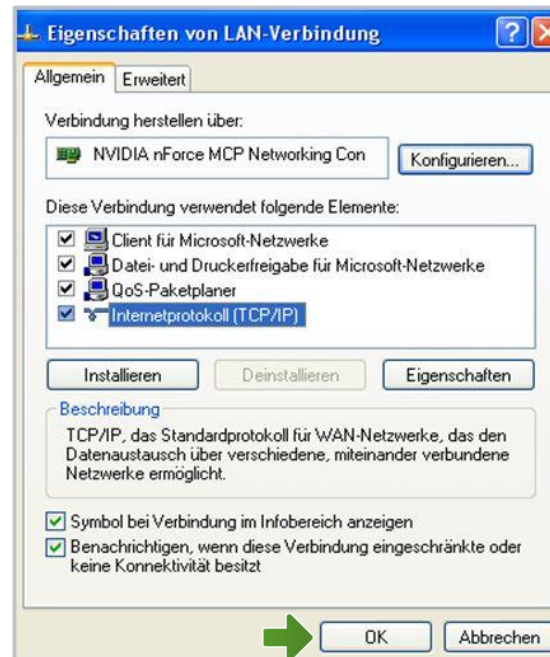 Eigenschaften von LAN-Verbindung
Allgemein Erweitert
Verbindung herstellen über:
NVIDIA nForce MCP Networking Con
Konfigurieren...
Diese Verbindung verwendet folgende Elemente:
Client für Microsoft-Netzwerke
Datei- und Druckerfreigabe für Microsoft-Netzwerke
QoS-Paketplaner
Internetprotokoll (TCP/IP)
Installieren Deinstallieren Eigenschaften
Beschreibung
TCP/IP, das Standardprotokoll für WAN-Netzwerke, das den
Datenaustausch über verschiedene, miteinander verbundene
Netzwerke ermöglicht.
Symbol bei Verbindung im Infobereich anzeigen
Benachrichtigen, wenn diese Verbindung eingeschränkte oder
keine Konnektivität besitzt
OK Abbrechen